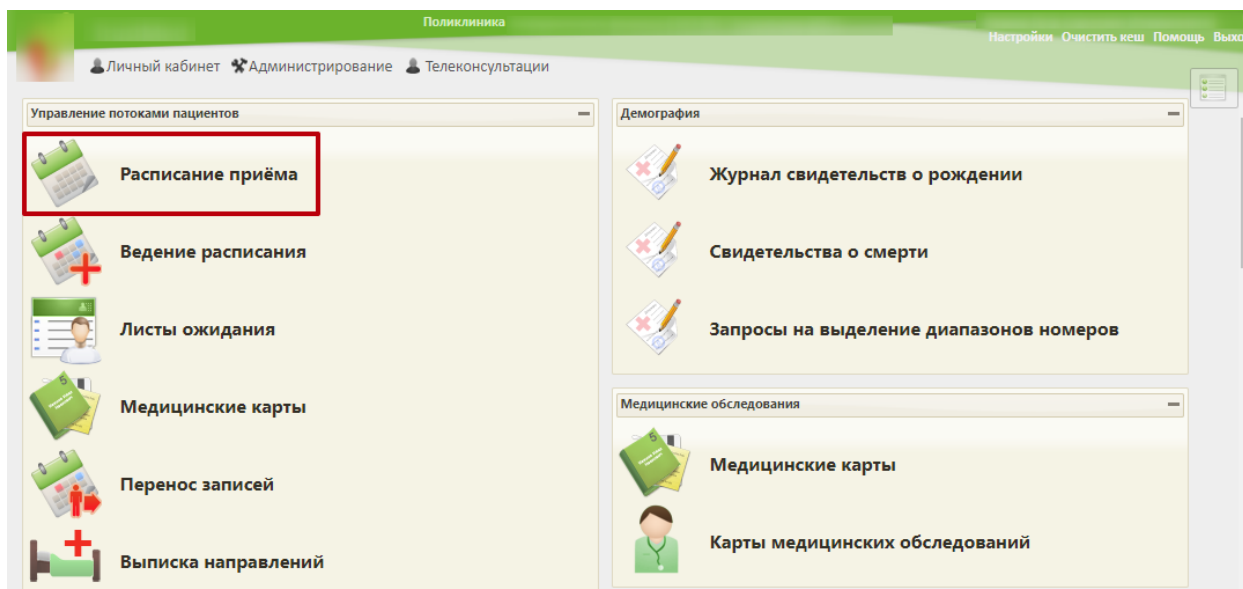 Поликлиника
Настройки Очистить кеш Помощь
Личный кабинет Администрирование Телеконсультации
Управление потоками пациентов
Расписание приёма
Ведение расписания
Листы ожидания
5
Медицинские карты
Перенос записей
Выписка направлений
Демография
Журнал свидетельств о рождении
Свидетельства о смерти
Запросы на выделение диапазонов номеров
Медицинские обследования
5
Медицинские карты
Карты медицинских обследований